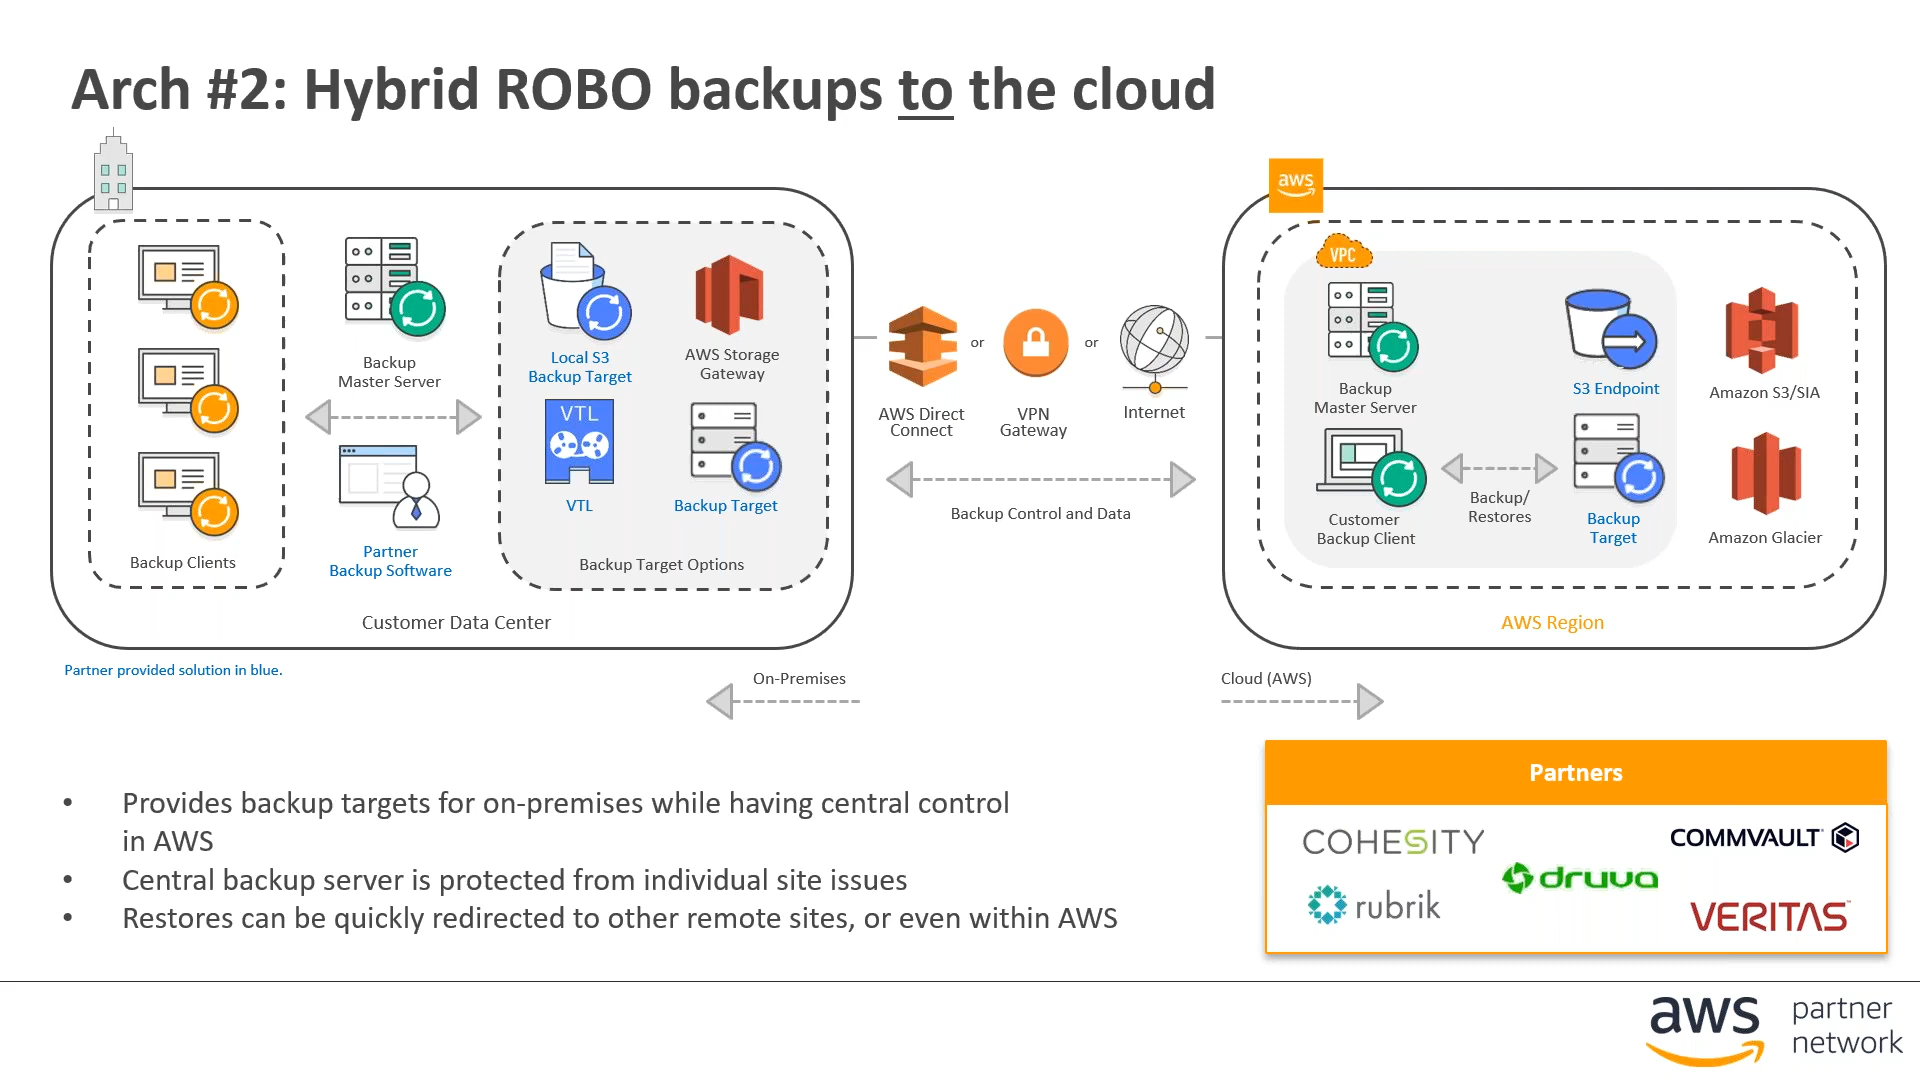 Arch #2: Hybrid ROBO backups to the cloud
aws
VPC
Backup Clients
Backup
Master Server
Partner
Backup Software
Local S3
Backup Target
AWS Storage
Gateway
VTL
VTL
Backup Target
Backup Target Options
Customer Data Center
AWS Direct
Connect
or
VPN
Gateway
or
Internet
Backup Control and Data
Backup
Master Server
S3 Endpoint
Amazon S3/SIA
Customer
Backup Client
Backup/
Restores
Backup
Target
Amazon Glacier
AWS Region
Partner provided solution in blue.
On-Premises
Cloud (AWS)
• Provides backup targets for on-premises while having central control
in AWS
• Central backup server is protected from individual site issues
• Restores can be quickly redirected to other remote sites, or even within AWS
Partners
COHESITY
COMMVAULT
druva
rubrik
VERITAS™
aws partner
network